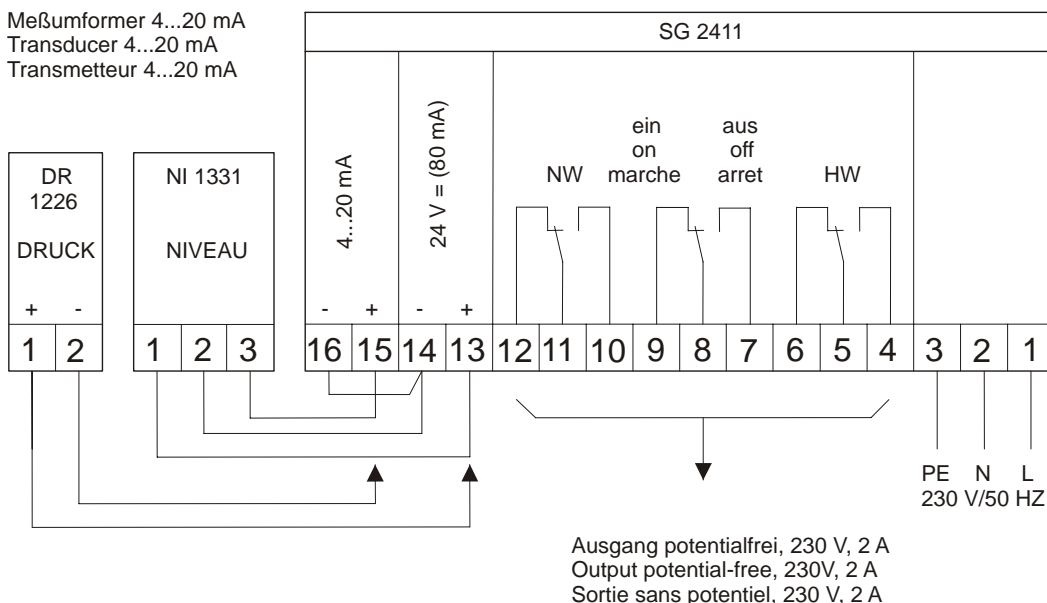 Meßumformer 4...20 mA
Transducer 4...20 mA
Transmetteur 4...20 mA
SG 2411
DR
1226
DRUCK
+ -
1 2
NI 1331
NIVEAU
1 2 3
4...20 mA
24 V = (80 mA)
- + - +
NW
ein
on
marche
aus
off
arret
HW
16 15 14 13 12 11 10 9 8 7 6 5 4 3 2 1
PE N L
230 V/50 HZ
Ausgang potentialfrei, 230 V, 2 A
Output potential-free, 230V, 2 A
Sortie sans potentiel, 230 V, 2 A